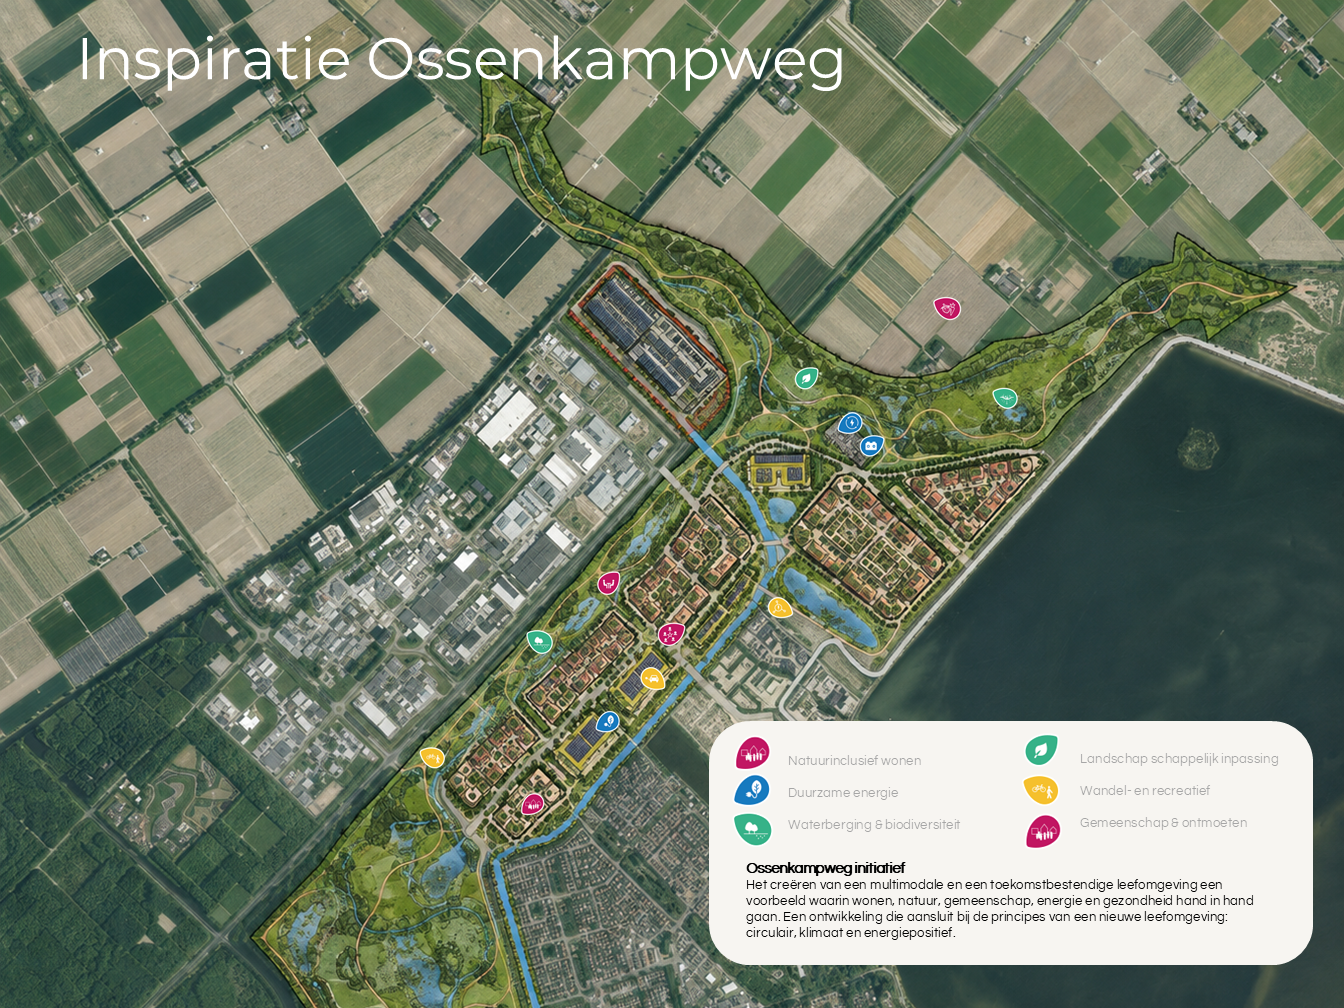 Inspiratie Ossenkampweg
Natuurinclusief wonen
Duurzame energie
Waterberging & biodiversiteit
Landschap schappelijk inpassing
Wandel- en recreatief
Gemeenschap & ontmoeten
Ossenkampweg initiatief
Het creëren van een multimodale en een toekomstbestendige leefomgeving een
voorbeeld waarin wonen, natuur, gemeenschap, energie en gezondheid hand in hand
gaan. Een ontwikkeling die aansluit bij de principes van een nieuwe leefomgeving:
circulair, klimaat en energiepositief.